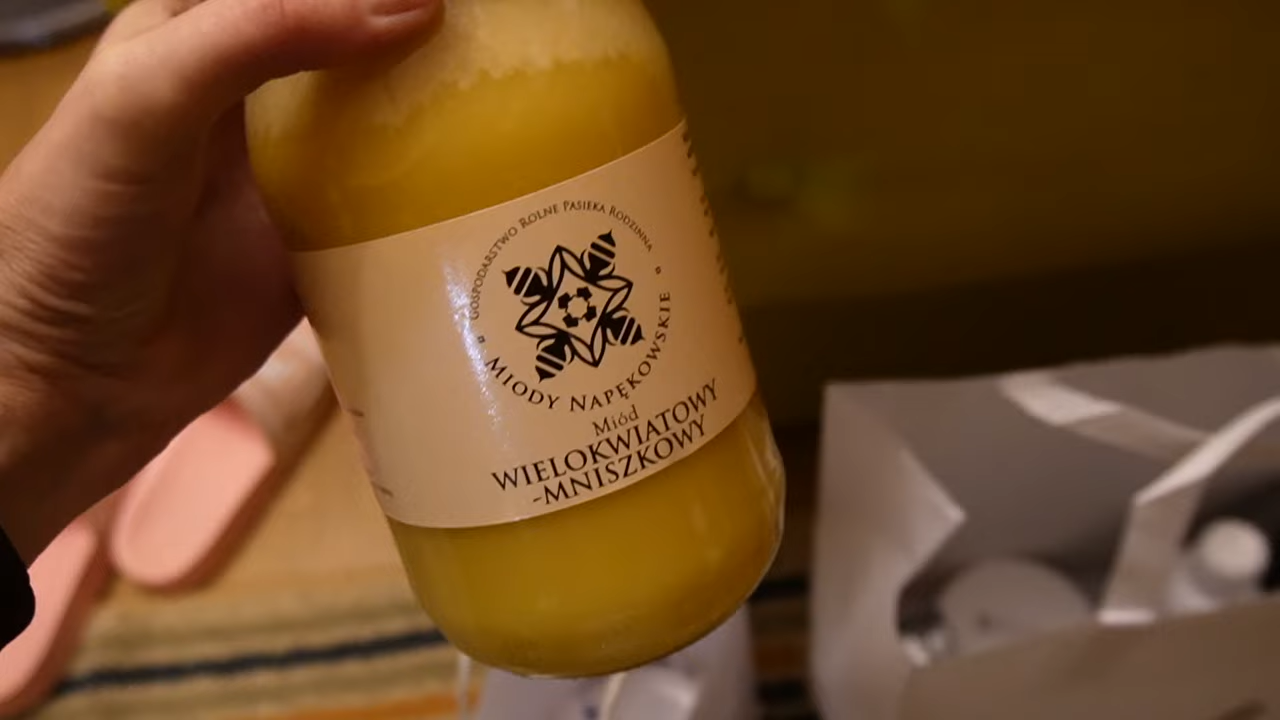 Gospodarstwo Rolne Pasieka Rodzinna
Miody Napękowskie
Miód
WIELOKWIATOWY
-MNISZKOWY